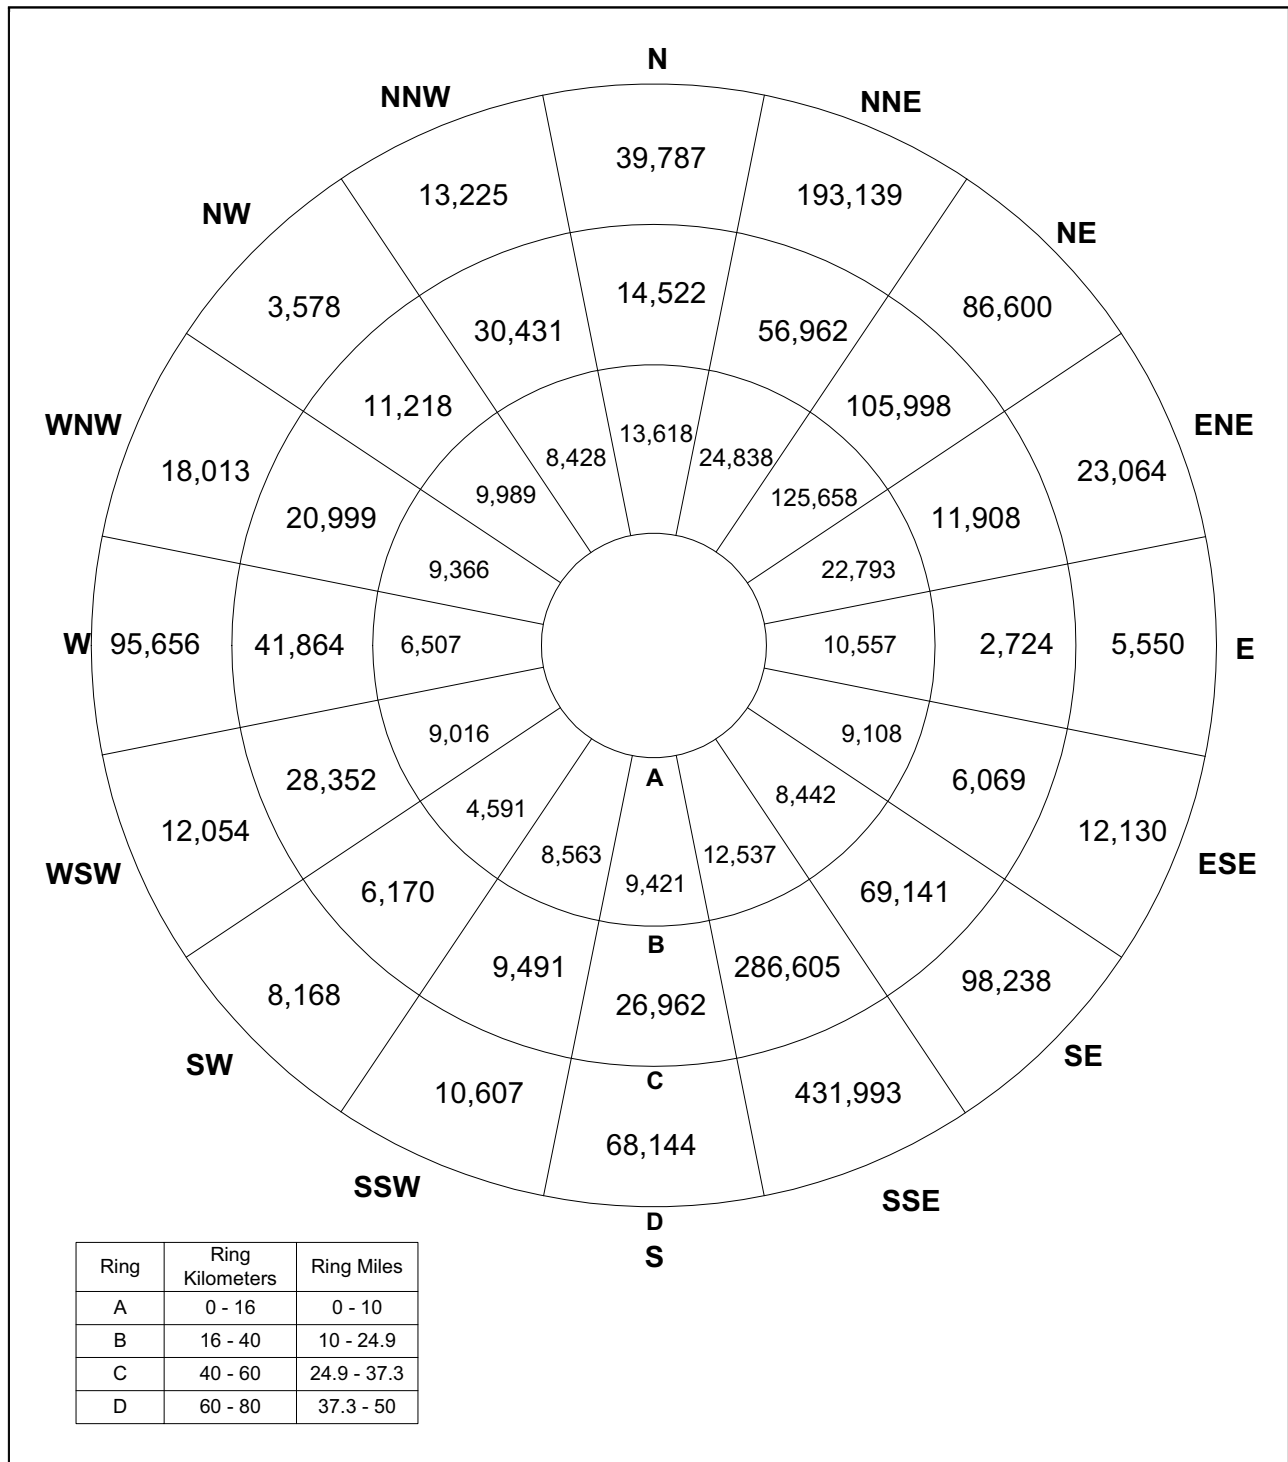 N
NNW
NNE
39,787
13,225
193,139
NW
NE
14,522
3,578
86,600
30,431
56,962
11,218
105,998
WNW
ENE
13,618
8,428
24,838
18,013
23,064
9,989
125,658
20,999
11,908
9,366
22,793
W
95,656
41,864
6,507
10,557
2,724
5,550
E
9,016
9,108
A
28,352
6,069
4,591
8,442
12,054
12,130
8,563
12,537
WSW
ESE
9,421
6,170
69,141
B
9,491
286,605
8,168
98,238
26,962
SW
SE
C
10,607
431,993
68,144
SSW
SSE
D
S
Ring
Ring Kilometers
Ring Miles
A
0 - 16
0 - 10
B
16 - 40
10 - 24.9
C
40 - 60
24.9 - 37.3
D
60 - 80
37.3 - 50